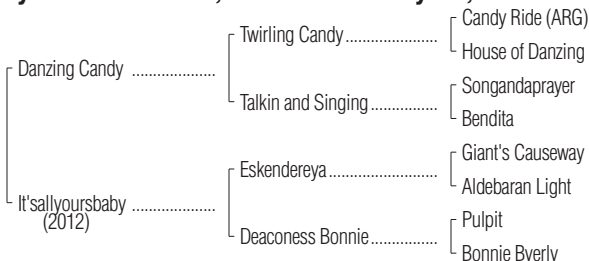 Candy Ride (ARG)
Twirling Candy
House of Danzing
Danzing Candy
Songandaprayer
Talkin and Singing
Bendita
Giant's Causeway
Eskendereya
Aldebaran Light
It'sallyoursbaby
(2012)
Pulpit
Deaconess Bonnie
Bonnie Byerly